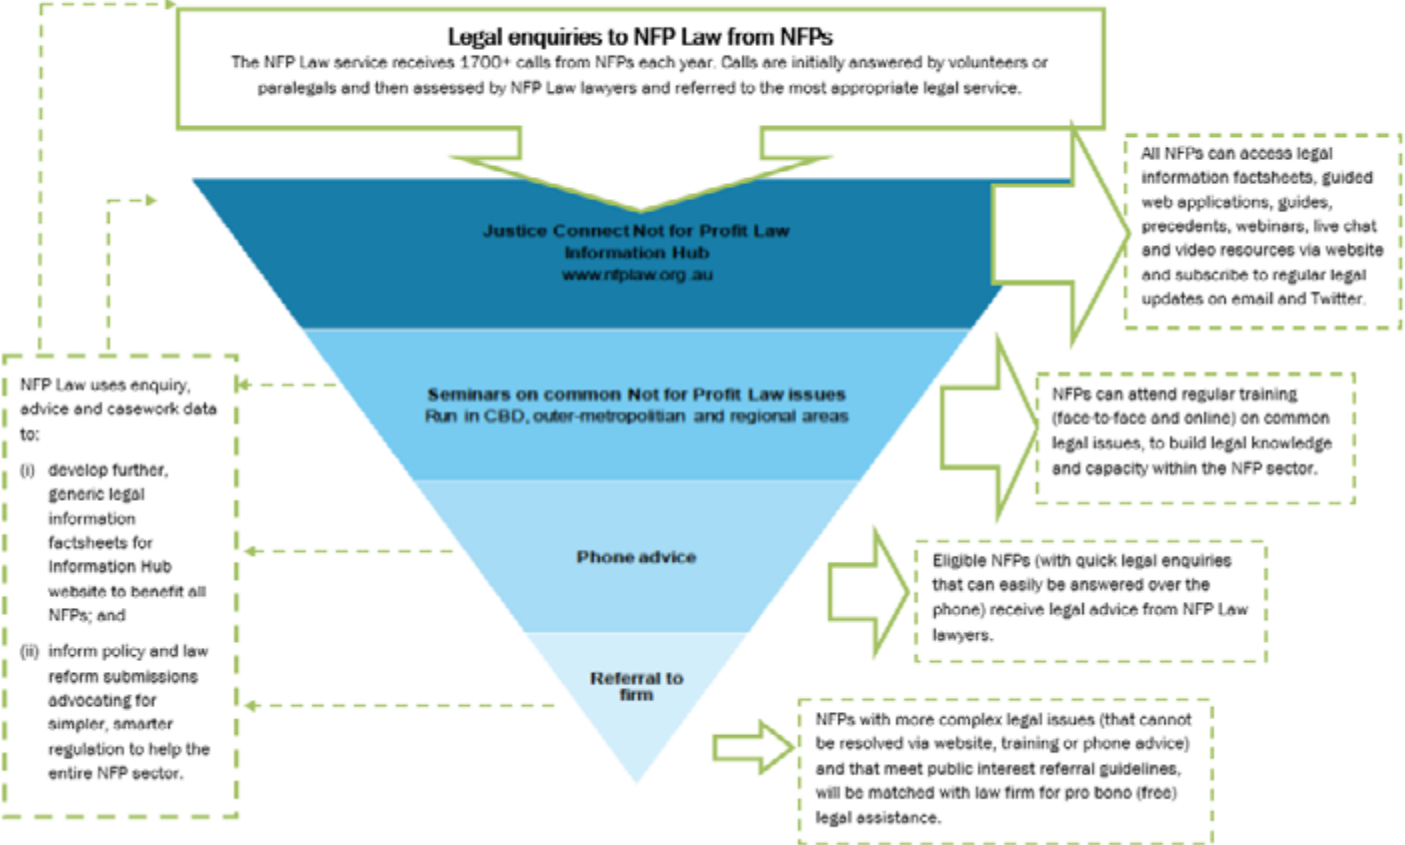 Legal enquiries to NFP Law from NFPs
The NFP Law service receives 1700+ calls from NFPs each year. Calls are initially answered by volunteers or
paralegals and then assessed by NFP Law lawyers and referred to the most appropriate legal service.
Justice Connect Not for Profit Law
Information Hub
www.nfplaw.org.au
All NFPs can access legal
information factsheets, guided
web applications, guides,
precedents, webinars, live chat
and video resources via website
and subscribe to regular legal
updates on email and Twitter.
Seminars on common Not for Profit Law issues
Run in CBD, outer-metropolitian and regional areas
NFPs can attend regular training
(face-to-face and online) on common
legal issues, to build legal knowledge
and capacity within the NFP sector.
Phone advice
Eligible NFPs (with quick legal enquiries
that can easily be answered over the
phone) receive legal advice from NFP Law
lawyers.
Referral to
firm
NFPs with more complex legal issues (that cannot
be resolved via website, training or phone advice)
and that meet public interest referral guidelines,
will be matched with law firm for pro bono (free)
legal assistance.
NFP Law uses enquiry,
advice and casework data
to:
(i) develop further,
generic legal
information
factsheets for
Information Hub
website to benefit all
NFPs; and
(ii) inform policy and law
reform submissions
advocating for
simpler, smarter
regulation to help the
entire NFP sector.